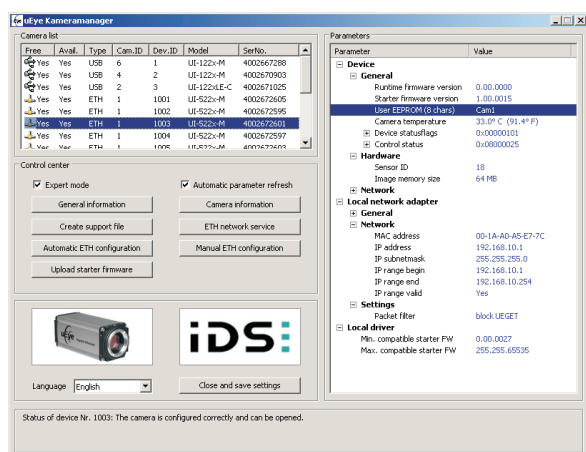 uEye Kameramanager
Camera list
Free Avail. Type Cam.ID Dev.ID Model SerNo.
Yes Yes USB 6 1 UI-122x-M 4002667288
Yes Yes USB 4 2 UI-122x-M 4002670903
Yes Yes USB 2 3 UI-122xLE-C 4002671025
Yes Yes ETH 1 1001 UI-522x-M 4002672605
Yes Yes ETH 1 1002 UI-522x-M 4002672595
Yes Yes ETH 1 1003 UI-522x-M 4002672601
Yes Yes ETH 1 1004 UI-522x-M 4002672597
Yes Yes ETH 1 1005 UI-522x-M 4002672603
Control center
Expert mode
Automatic parameter refresh
General information
Camera information
Create support file
ETH network service
Automatic ETH configuration
Manual ETH configuration
Upload starter firmware
uEye
IDS:
Language English
Close and save settings
Parameters
Parameter Value
Device
General
Runtime firmware version 0.00.0000
Starter firmware version 1.00.0015
User EEPROM (8 chars) Cam1
Camera temperature 33.0° C (91.4° F)
Device statusflags 0x00000101
Control status 0x08000025
Hardware
Sensor ID 18
Image memory size 64 MB
Network
Local network adapter
General
Network
MAC address 00-1A-A0-A5-E7-7C
IP address 192.168.10.1
IP subnetmask 255.255.255.0
IP range begin 192.168.10.1
IP range end 192.168.10.254
IP range valid Yes
Settings
Packet filter block UEGET
Local driver
Min. compatible starter FW 0.00.0027
Max. compatible starter FW 255.255.65535
Status of device Nr. 1003: The camera is configured correctly and can be opened.